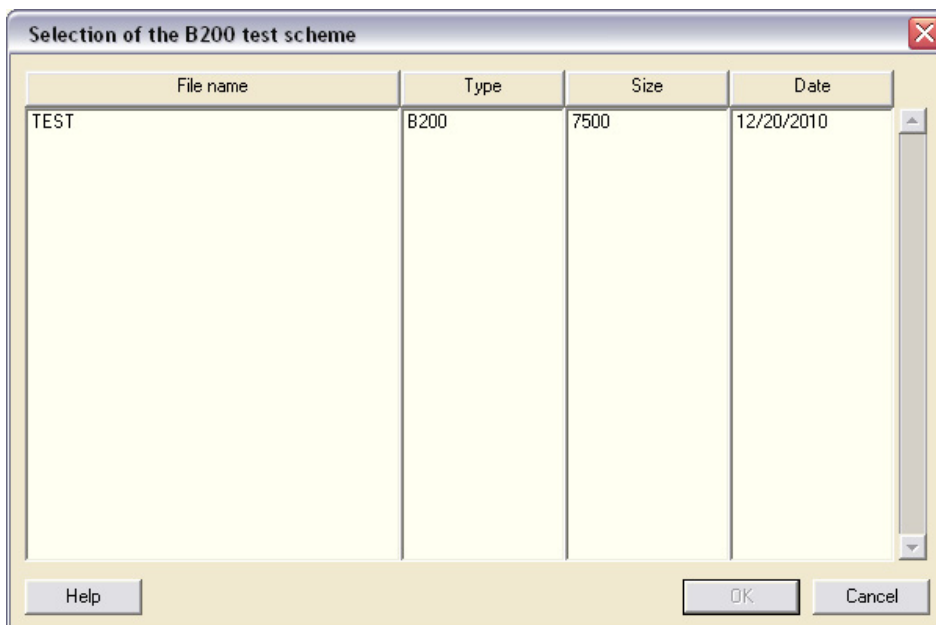 Selection of the B200 test scheme
File name Type Size Date
TEST B200 7500 12/20/2010
Help OK Cancel